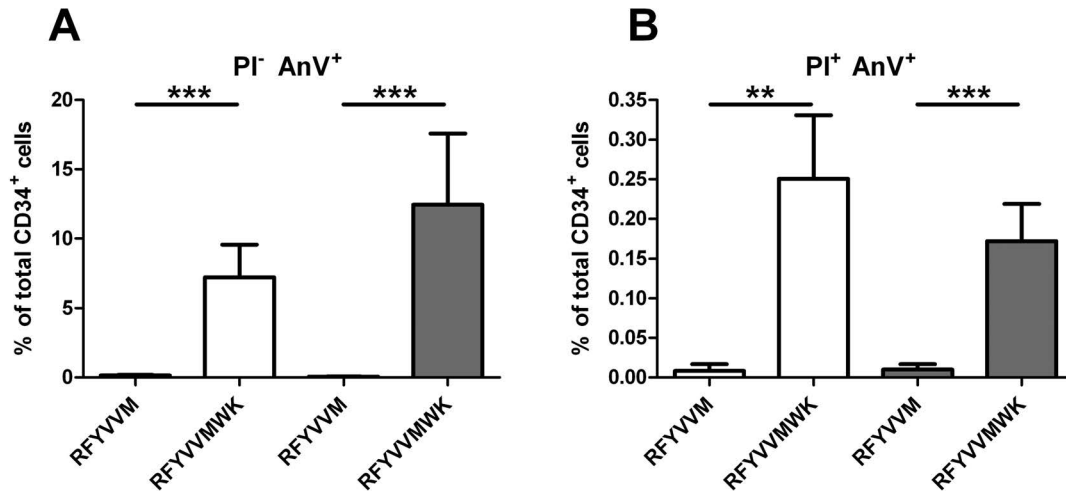 A
PI⁻ AnV⁺
*** ***
20
15
10
5
0
% of total CD34⁺ cells
RFYVVM
RFYVVMWK
RFYVVM
RFYVVMWK
B
PI⁺ AnV⁺
** ***
0.35
0.30
0.25
0.20
0.15
0.10
0.05
0.00
% of total CD34⁺ cells
RFYVVM
RFYVVMWK
RFYVVM
RFYVVMWK